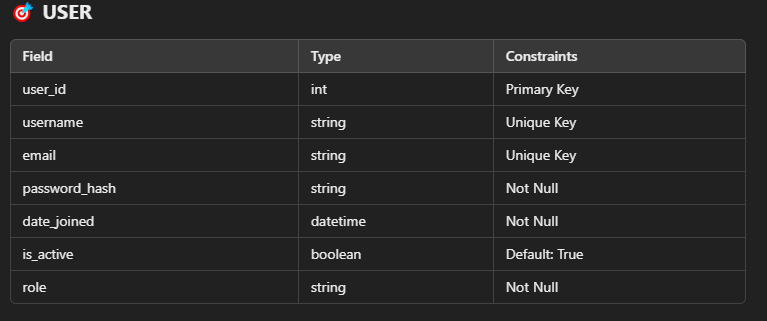 🎯 USER
Field Type Constraints
user_id int Primary Key
username string Unique Key
email string Unique Key
password_hash string Not Null
date_joined datetime Not Null
is_active boolean Default: True
role string Not Null